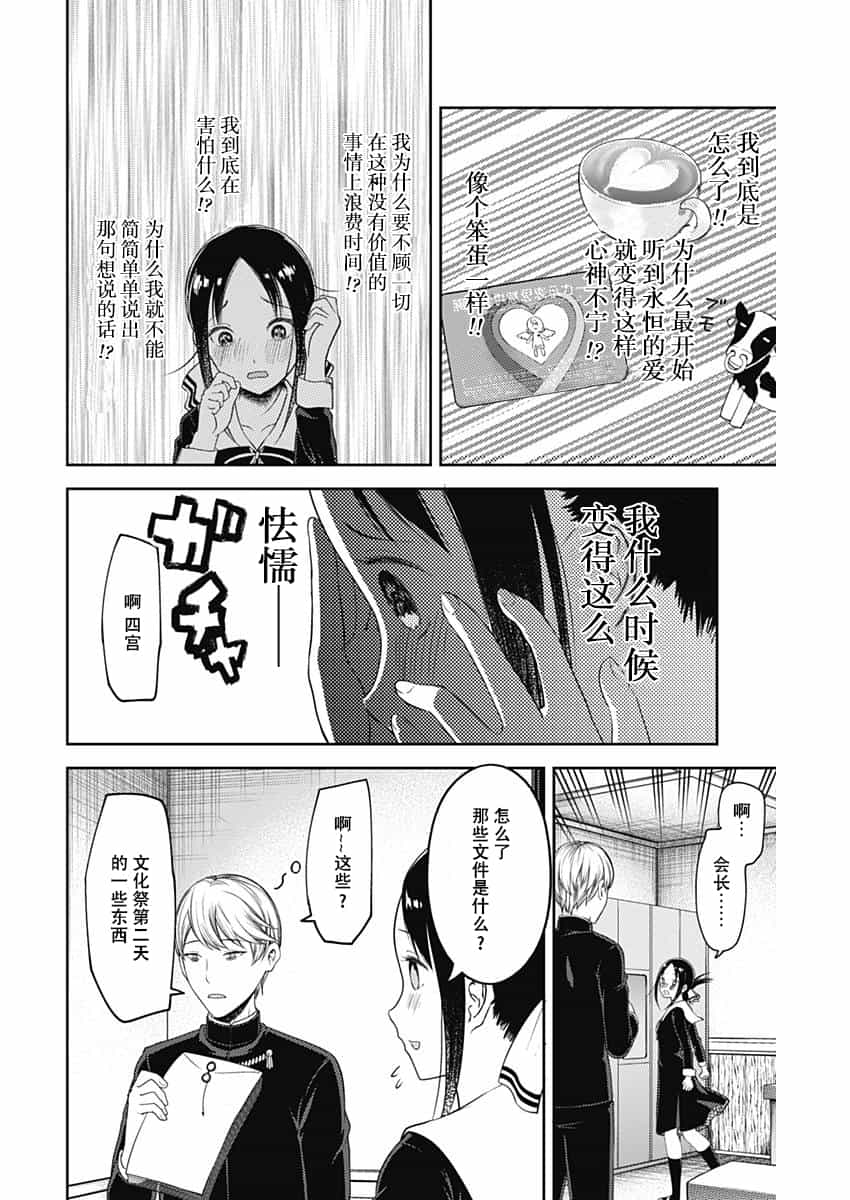 我到底是
怎么了!!
为什么最开始
听到永恒的爱
就变得这样
心神不宁!?
像个笨蛋一样!!
ブモ
我为什么要不顾一切
在这种没有价值的
事情上浪费时间!?
我到底在
害怕什么!?
为什么我就不能
简简单单说出
那句想说的话!?
我什么时候
变得这么
怯懦——
ガチャ
啊 四宫
啊…
会长…
怎么了
那些文件是什么?
啊~这些?
文化祭第二天
的一些东西